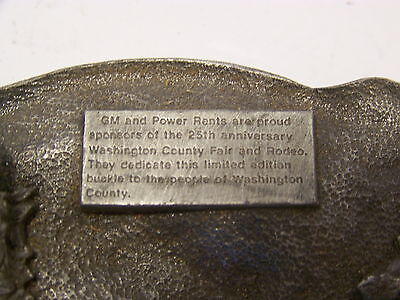 GM and Power Rents are proud
sponsors of the 25th anniversary
Washington County Fair and Rodeo.
They dedicate this limited edition
buckle to the people of Washington
County.